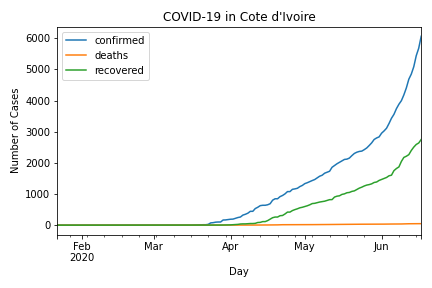 COVID-19 in Cote d'Ivoire
confirmed
deaths
recovered
Number of Cases
6000
5000
4000
3000
2000
1000
0
Feb
2020
Mar
Apr
May
Jun
Day